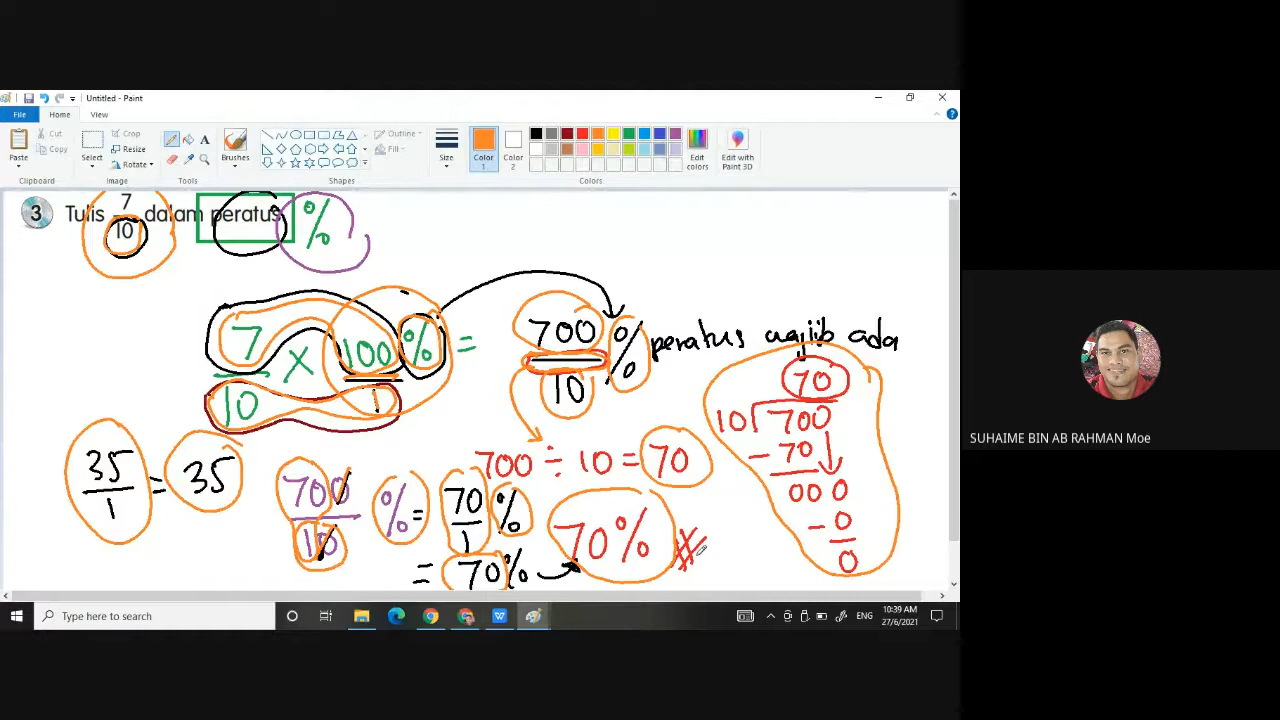 Untitled - Paint
File Home View
Paste Cut Copy Clipboard
Select Crop Resize Rotate Image
Tools
Brushes
Outline Fill Shapes
Size
Color 1 Color 2
Edit colors
Edit with Paint 3D
Colors
3 Tulis 7/10 dalam peratus %
7/10 × 100%/1 = 700/10 % peratus wajib ada
70
10 700
- 70
000
- 0
0
700 ÷ 10 = 70
35/1 = 35
700/10 % = 70/1 %
= 70%
70%
SUHAIME BIN AB RAHMAN Moe
Type here to search
ENG
10:39 AM
27/6/2021